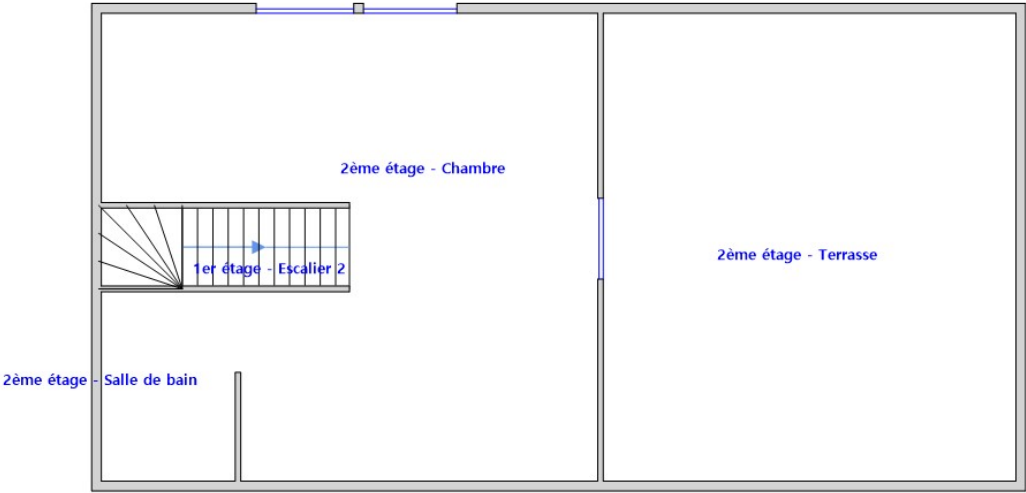 2ème étage - Chambre
2ème étage - Terrasse
1er étage - Escalier 2
2ème étage - Salle de bain